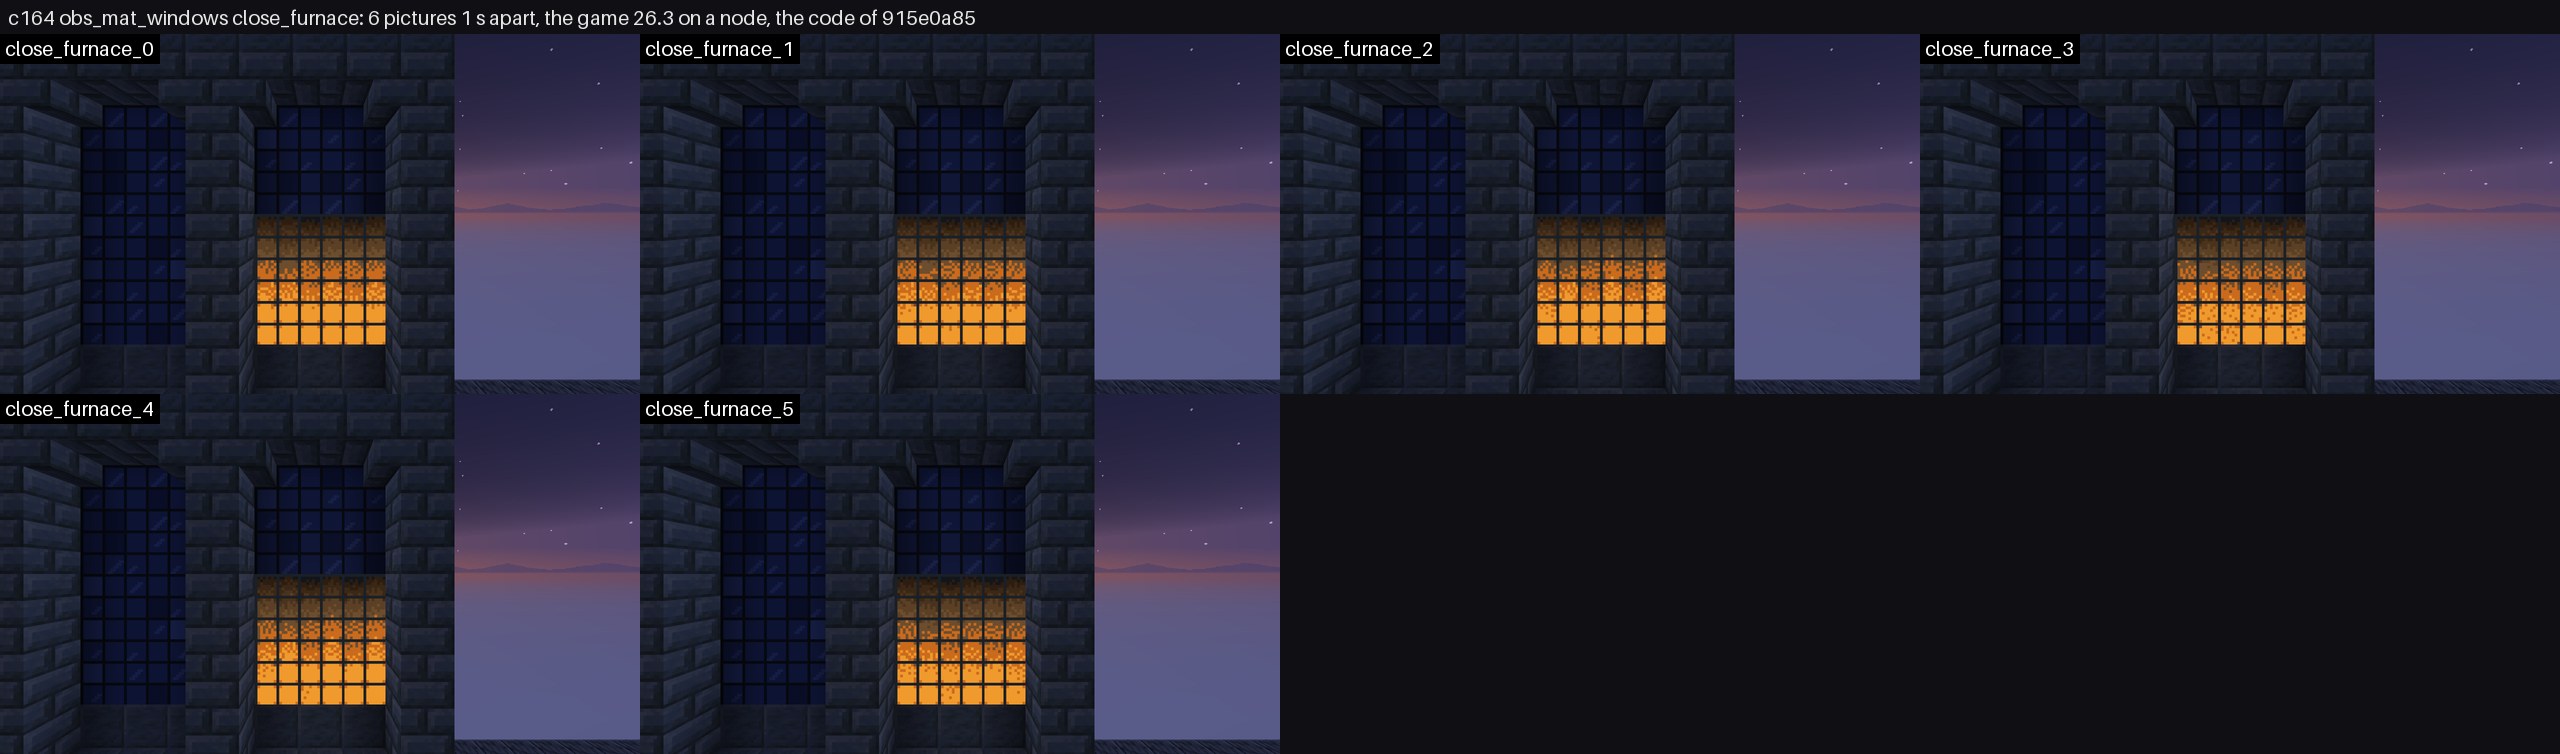 c164 obs_mat_windows close_furnace: 6 pictures 1 s apart, the game 26.3 on a node, the code of 915e0a85
close_furnace_0
close_furnace_1
close_furnace_2
close_furnace_3
close_furnace_4
close_furnace_5